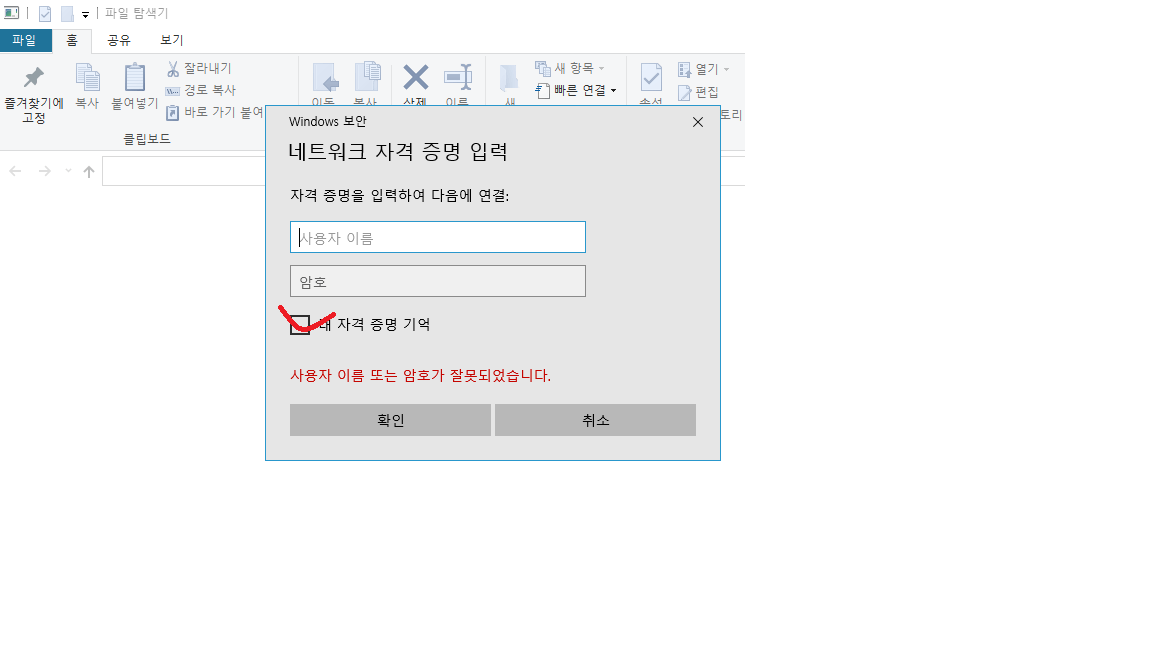 파일 탐색기
파일 홈 공유 보기
즐겨찾기에 고정
복사
붙여넣기
잘라내기
경로 복사
바로 가기 붙여
클립보드
이동
복사
삭제
이름
새
새 항목
빠른 연결
속성
열기
편집
토리
Windows 보안
네트워크 자격 증명 입력
자격 증명을 입력하여 다음에 연결:
사용자 이름
암호
내 자격 증명 기억
사용자 이름 또는 암호가 잘못되었습니다.
확인 취소